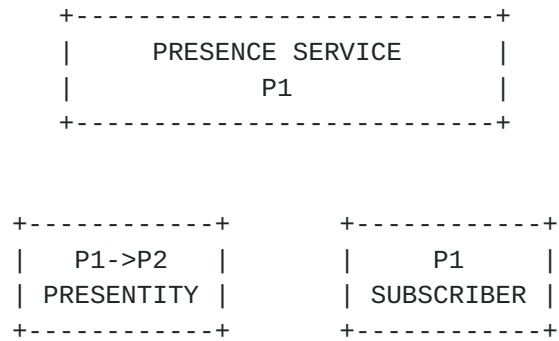 PRESENCE SERVICE
P1
P1->P2 P1
PRESENTITY SUBSCRIBER